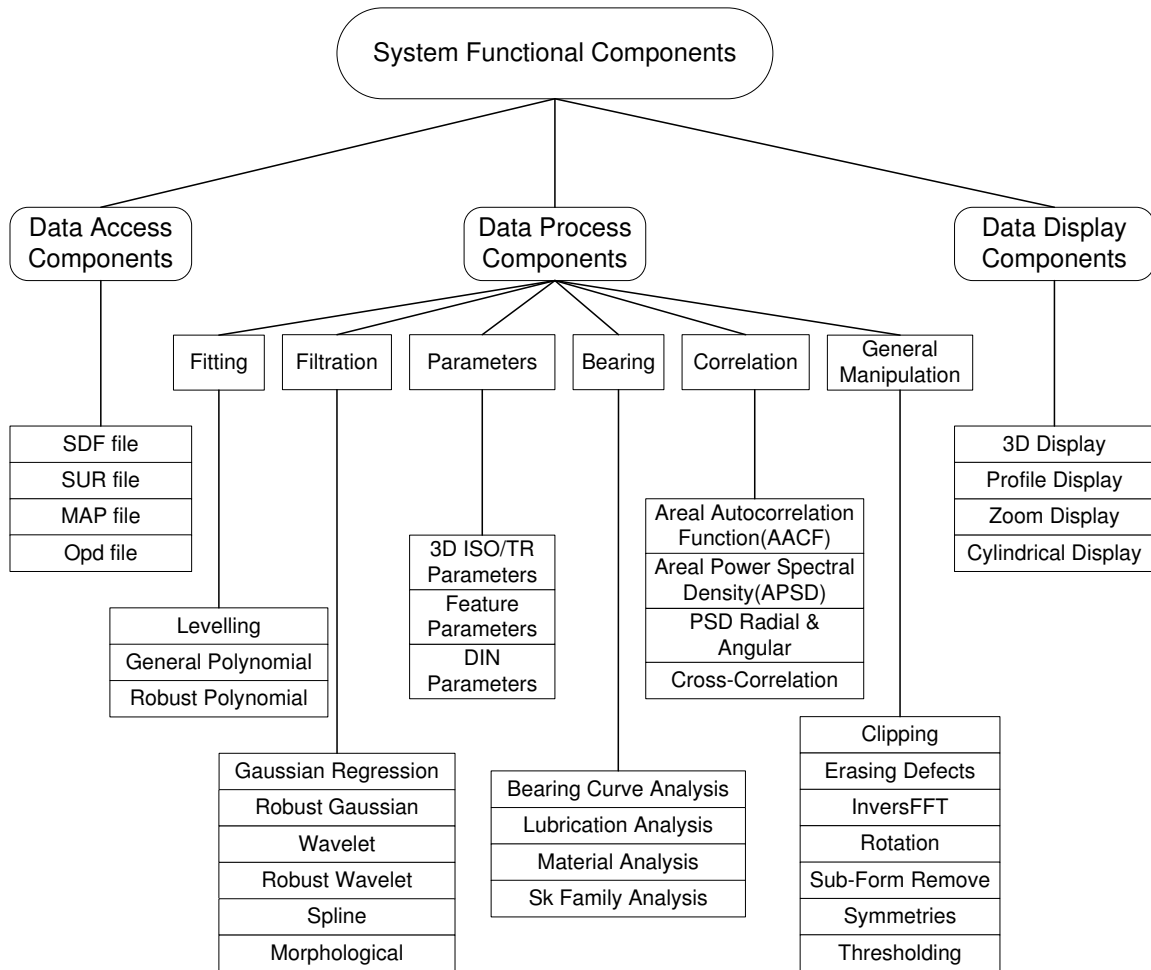 System Functional Components
Data Access
Components
Data Process
Components
Data Display
Components
Fitting
Filtration
Parameters
Bearing
Correlation
General
Manipulation
SDF file
SUR file
MAP file
Opd file
3D Display
Profile Display
Zoom Display
Cylindrical Display
Levelling
General Polynomial
Robust Polynomial
Gaussian Regression
Robust Gaussian
Wavelet
Robust Wavelet
Spline
Morphological
3D ISO/TR
Parameters
Feature
Parameters
DIN
Parameters
Bearing Curve Analysis
Lubrication Analysis
Material Analysis
Sk Family Analysis
Areal Autocorrelation
Function(AACF)
Areal Power Spectral
Density(APSD)
PSD Radial &
Angular
Cross-Correlation
Clipping
Erasing Defects
InversFFT
Rotation
Sub-Form Remove
Symmetries
Thresholding